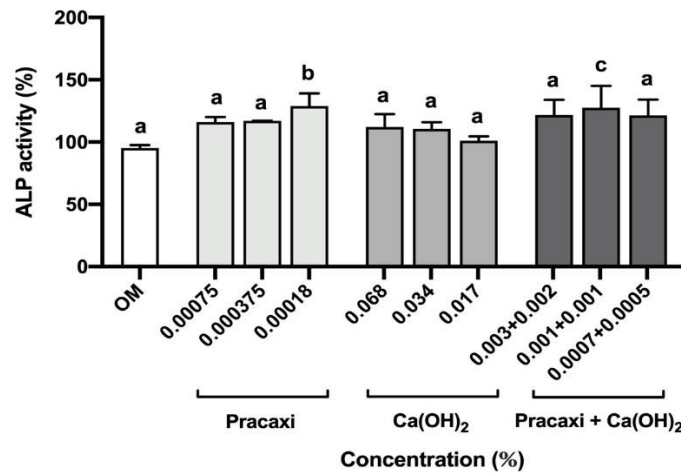 ALP activity (%)
200
150
100
50
0
a
a
a
b
a
a
a
a
c
a
OM
0.00075
0.000375
0.00018
0.068
0.034
0.017
0.003+0.002
0.001+0.001
0.0007+0.0005
Pracaxi
Ca(OH)₂
Pracaxi + Ca(OH)₂
Concentration (%)